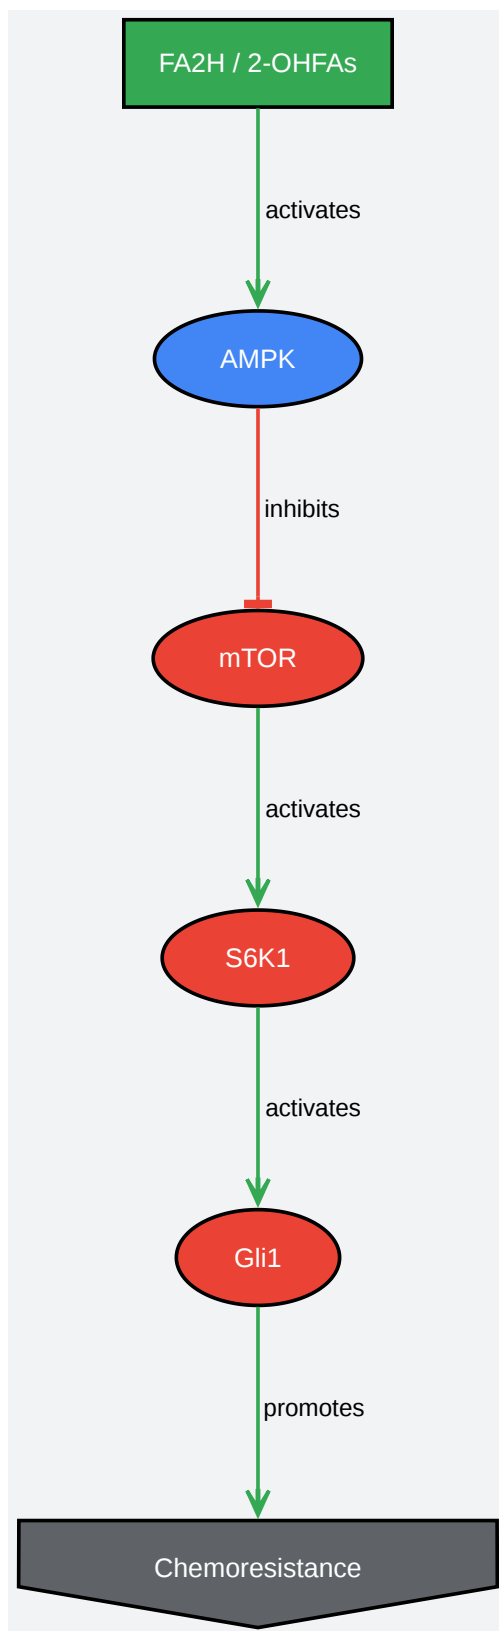 FA2H / 2-OHFAs
activates
AMPK
inhibits
mTOR
activates
S6K1
activates
Gli1
promotes
Chemoresistance